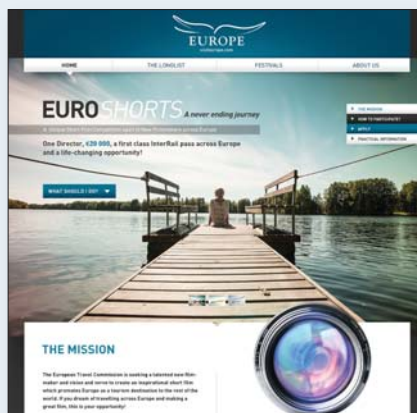 EUROPE
visiteurope.com
HOME THE LONGLIST FESTIVALS ABOUT US
EUROSHORTS A never ending journey
THE MISSION
HOW TO PARTICIPATE?
APPLY
PRACTICAL INFORMATION
One Director, €20 000, a first class InterRail pass across Europe
and a life-changing opportunity!
WHAT SHOULD I DO?
THE MISSION
The European Travel Commission is seeking a talented new film-
maker and vision and verve to create an inspirational short film
which promotes Europe as a tourism destination to the rest of the
world. If you dream of travelling across Europe and making a
great film, this is your opportunity!